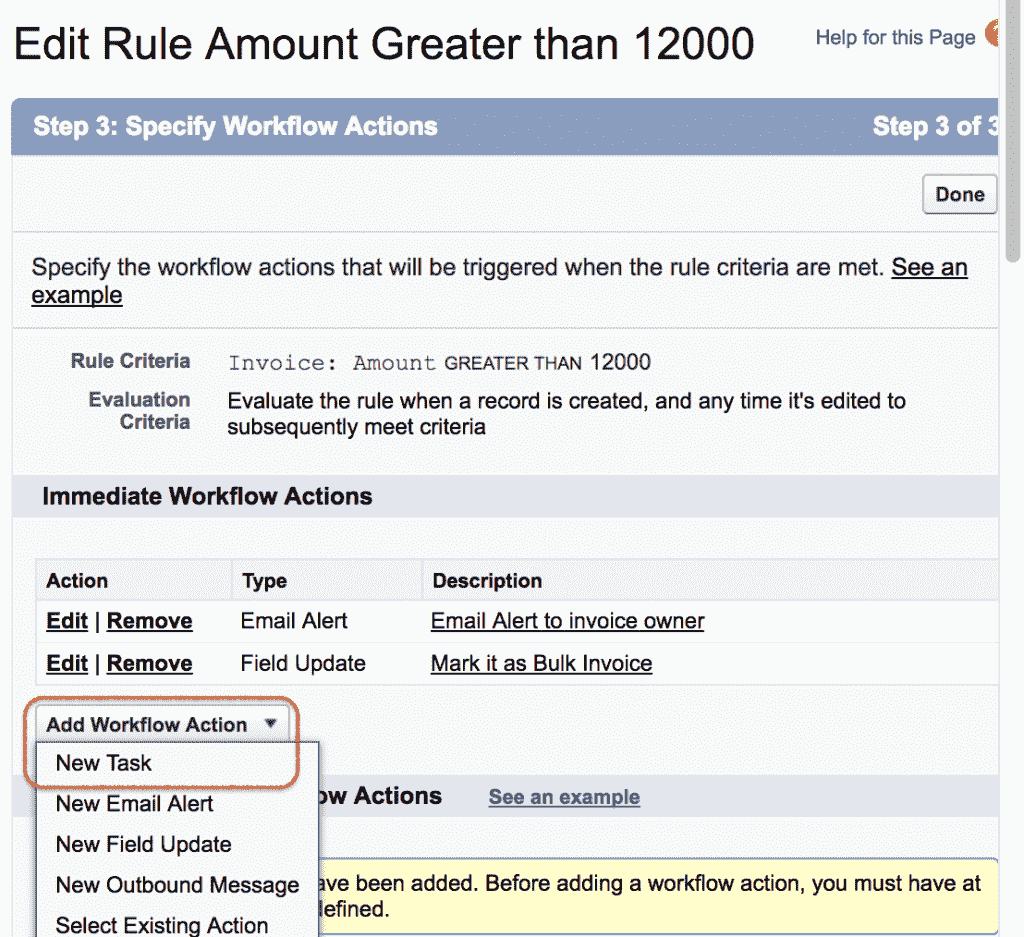 Edit Rule Amount Greater than 12000
Help for this Page
Step 3: Specify Workflow Actions
Step 3 of 3
Done
Specify the workflow actions that will be triggered when the rule criteria are met. See an
example
Rule Criteria
Invoice: Amount GREATER THAN 12000
Evaluation
Criteria
Evaluate the rule when a record is created, and any time it's edited to
subsequently meet criteria
Immediate Workflow Actions
Action Type Description
Edit | Remove Email Alert Email Alert to invoice owner
Edit | Remove Field Update Mark it as Bulk Invoice
Add Workflow Action
New Task
New Email Alert
ow Actions See an example
New Field Update
New Outbound Message
ave been added. Before adding a workflow action, you must have at
efined.
Select Existing Action